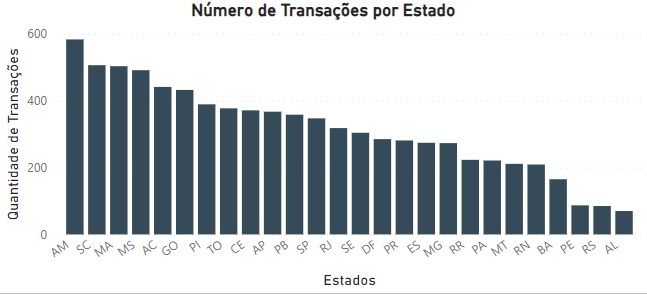 Número de Transações por Estado
Quantidade de Transações
600
400
200
0
AM SC MA MS AC GO PI TO CE AP PB SP RJ SE DF PR ES MG RR PA MT RN BA PE RS AL
Estados